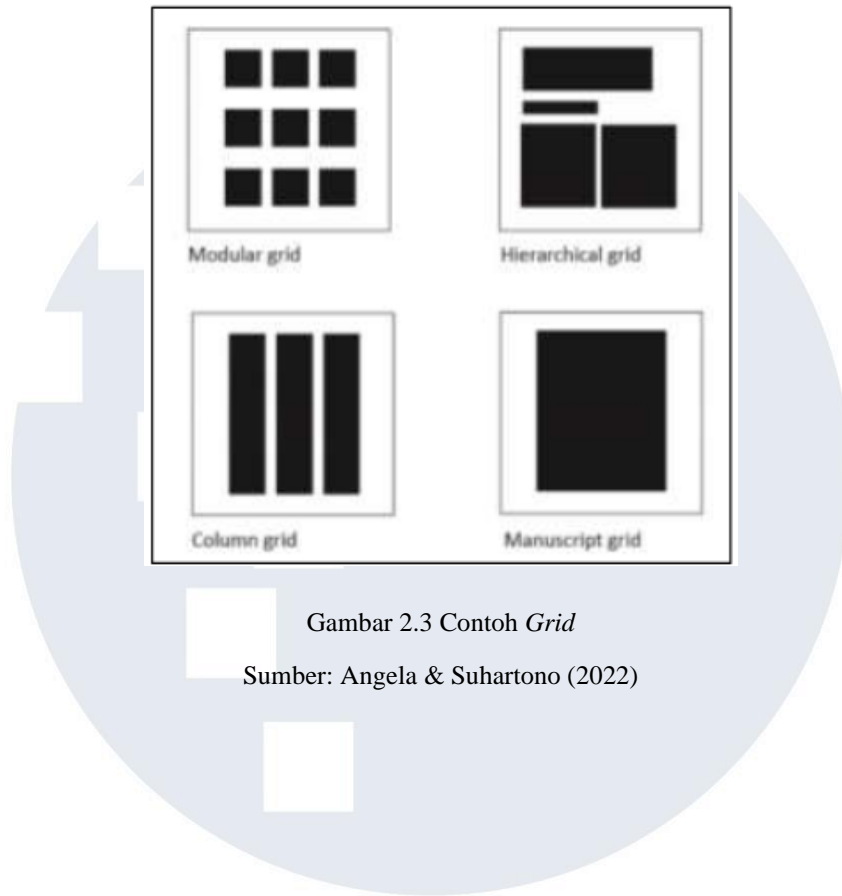 Modular grid
Hierarchical grid
Column grid
Manuscript grid
Gambar 2.3 Contoh Grid
Sumber: Angela & Suhartono (2022)